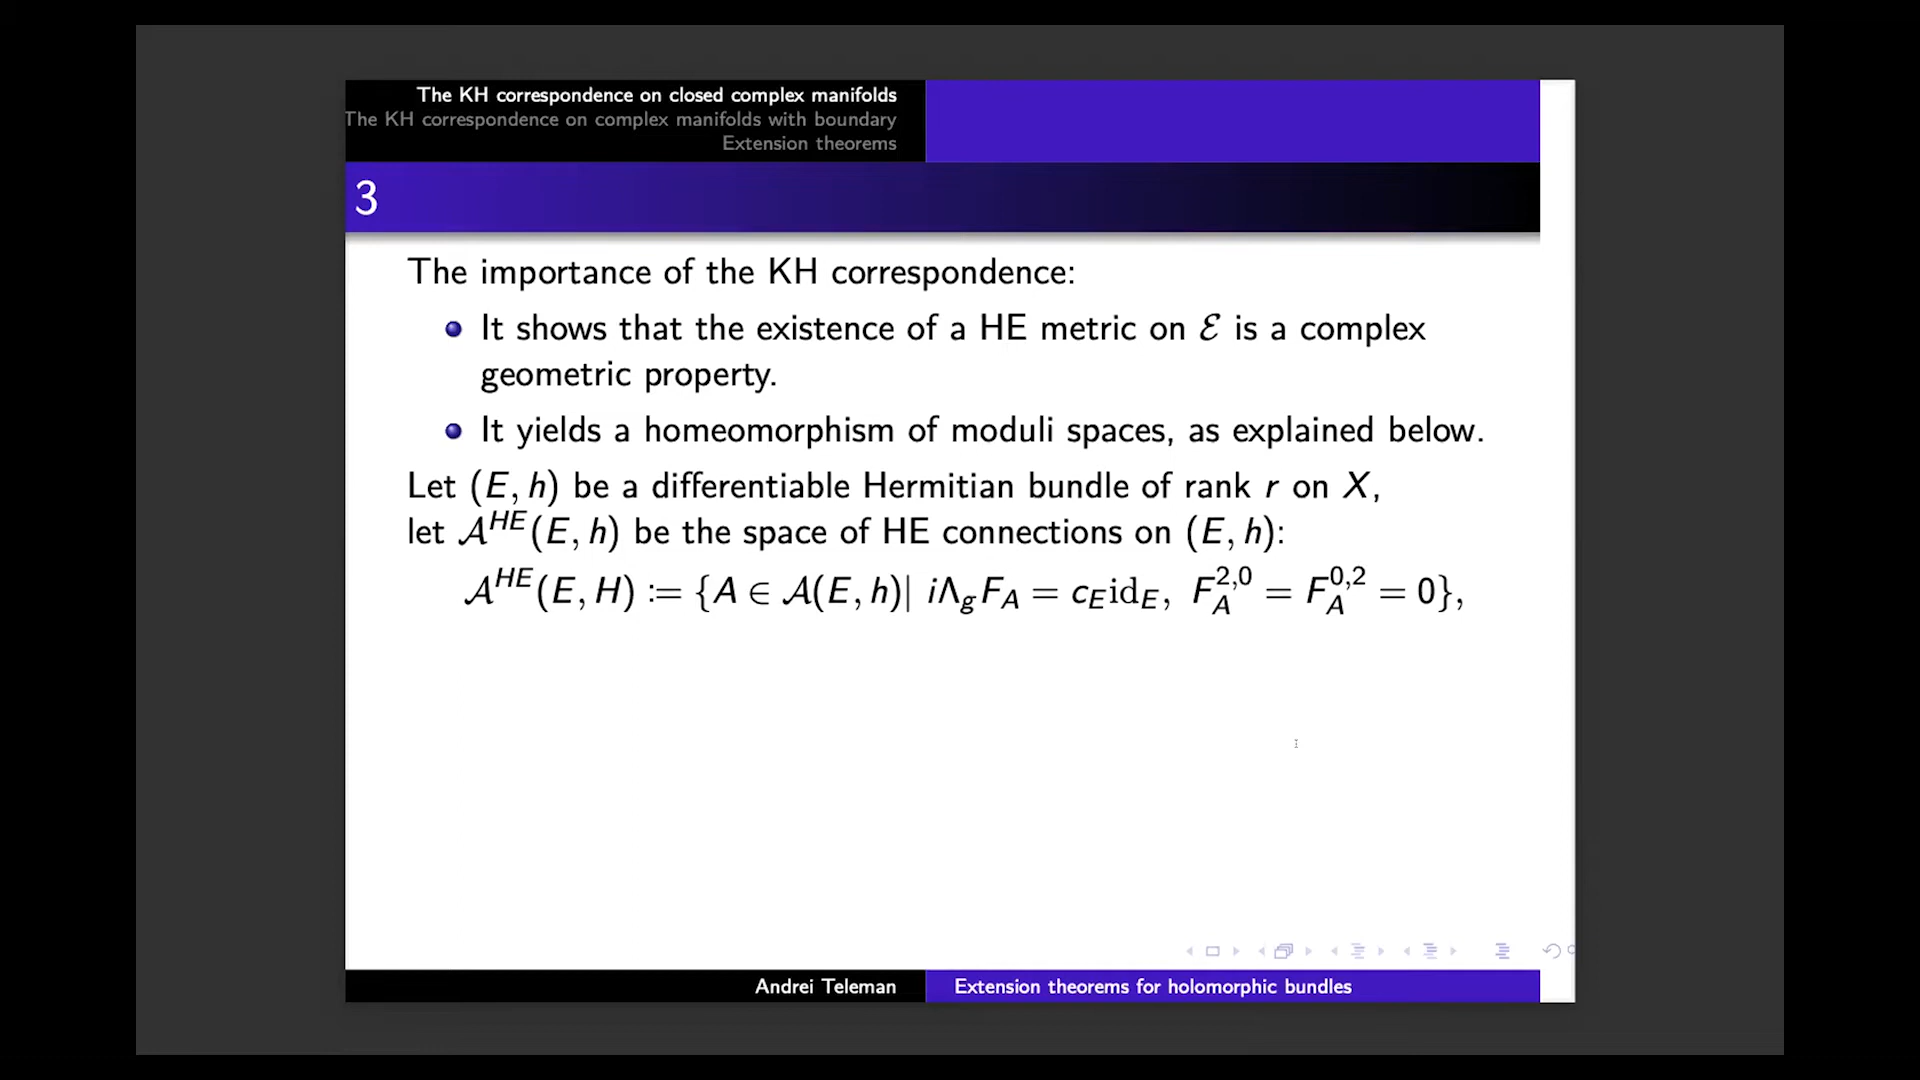 The KH correspondence on closed complex manifolds
The KH correspondence on complex manifolds with boundary
Extension theorems
3
The importance of the KH correspondence:
It shows that the existence of a HE metric on ℰ is a complex
geometric property.
It yields a homeomorphism of moduli spaces, as explained below.
Let (E, h) be a differentiable Hermitian bundle of rank r on X,
let 𝒜^{HE}(E, h) be the space of HE connections on (E, h):
𝒜^{HE}(E, H) := {A ∈ 𝒜(E, h)| iΛ_g F_A = c_E id_E, F_A^{2,0} = F_A^{0,2} = 0},
Andrei Teleman
Extension theorems for holomorphic bundles